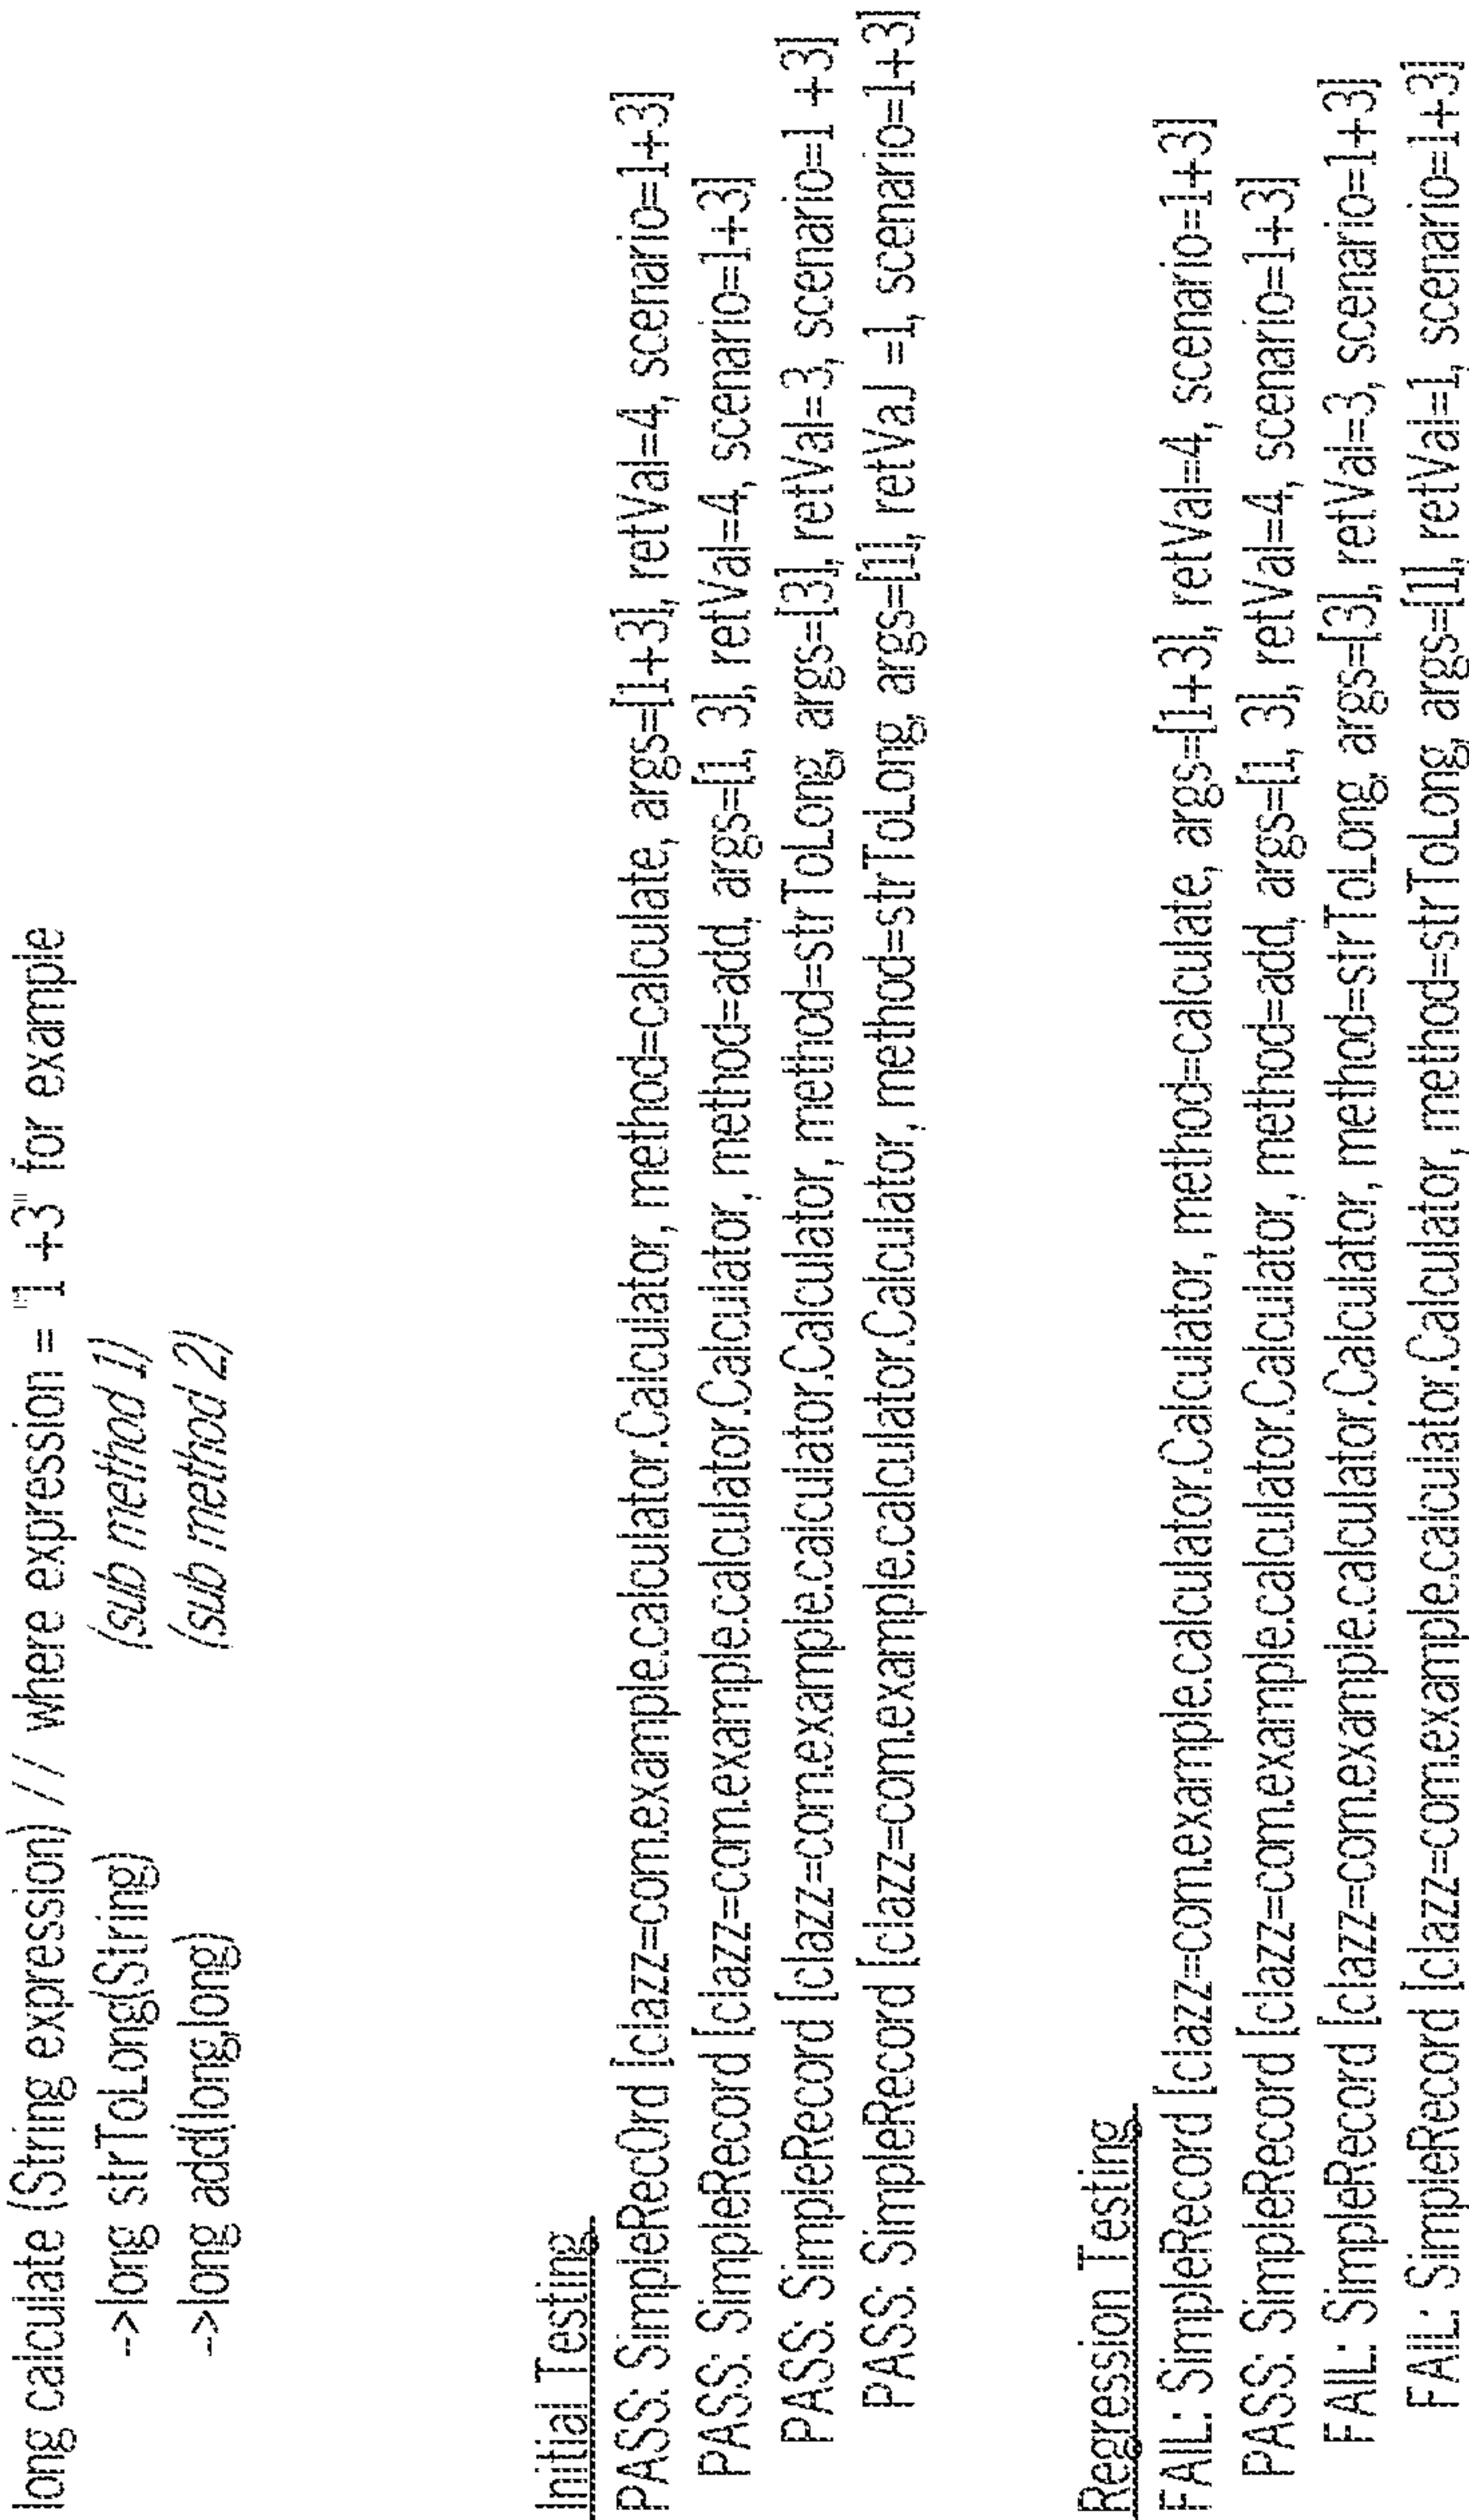 long calculate (String expression) // where expression = "1 +3" for example
-->long strToLong(String) (sub method 1)
-->long add(long,long) (sub method 2)
Initial Testing
PASS: SimpleRecOrd [clazz=com.example.calculator.Calculator, method=calculate, args=[1+3], retVal=4, scenario=1+3]
PASS: SimpleRecord [clazz=com.example.calculator.Calculator, method=add, args=[1, 3], retVal=4, scenario=1+3]
PASS: SimpleRecord [clazz=com.example.calculator.Calculator, method=strToLong, args=[3], retVal=3, scenario=1 +3]
PASS: SimpleRecord [clazz=com.example.calculator.Calculator, method=strToLong, args=[1], retVaJ =1, scenario=1+3]
Regression Testing
FAIL: SimpleRecord [clazz=com.example.calculator.Calculator, method=calculate, args=[1+3], retVal=4, scenario=1+3]
PASS: SimpleRecord [clazz=com.example.calculator.Calculator, method=add, args=[1, 3], retVal=4, scenario=1+3]
FAIL: SimpleRecord [clazz=com.example.calculator.Calculator, method=strToLong, args=[3], retVal=3, scenario=1+3]
FAIL: SimpleRecord [clazz=com.example.calculator.Calculator, method=strToLong, args=[1], retVal=1, scenario=1+3]